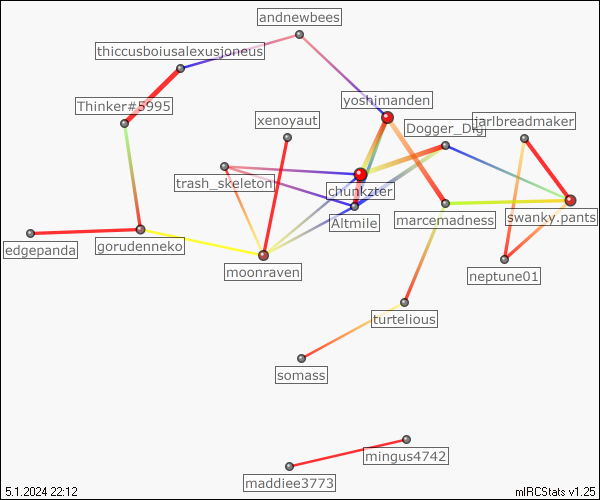 andnewbees
thiccusboiusalexusjoneus
yoshimanden
Thinker#5995
xenoyaut
Dogger_Dig
jarlbreadmaker
trash_skeleton
chunkzter
Altmile
marcemadness
swanky.pants
edgepanda
gorudenneko
moonraven
neptune01
turtelious
somass
mingus4742
maddiee3773
5.1.2024 22:12
mIRCStats v1.25